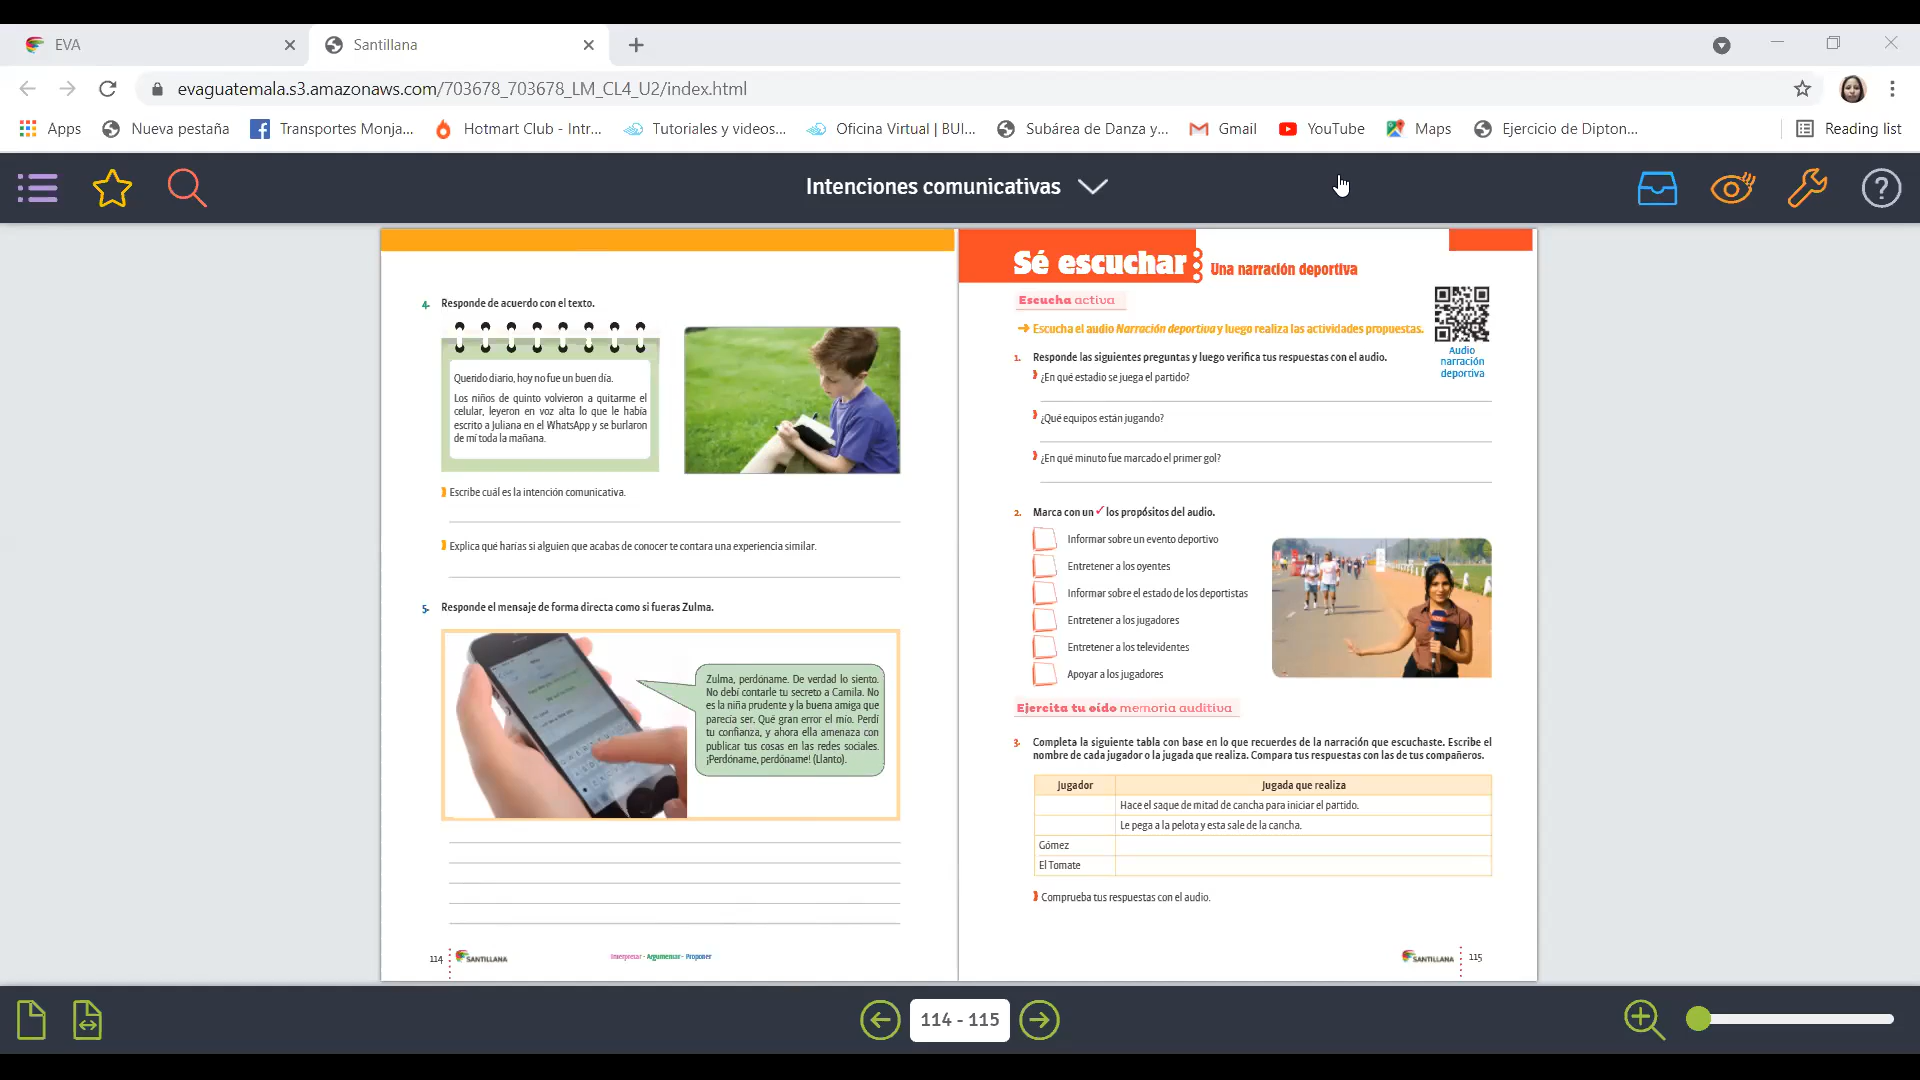 EVA
Santillana
evaguatemala.s3.amazonaws.com/703678_703678_LM_CL4_U2/index.html
Apps
Nueva pestaña
Transportes Monja...
Hotmart Club - Intr...
Tutoriales y videos...
Oficina Virtual | BUI...
Subárea de Danza y...
Gmail
YouTube
Maps
Ejercicio de Dipton...
Reading list
Intenciones comunicativas
4. Responde de acuerdo con el texto.
Querido diario, hoy no fue un buen día.
Los niños de quinto volvieron a quitarme el
celular, leyeron en voz alta lo que le había
escrito a Juliana en el WhatsApp y se burlaron
de mí toda la mañana.
Escribe cuál es la intención comunicativa.
Explica qué harías si alguien que acabas de conocer te contara una experiencia similar.
5. Responde el mensaje de forma directa como si fueras Zulma.
Zulma, perdóname. De verdad lo siento.
No debí contarle tu secreto a Camila. No
es la niña prudente y la buena amiga que
parecía ser. Qué gran error el mío. Perdí
tu confianza, y ahora ella amenaza con
publicar tus cosas en las redes sociales.
¡Perdóname, perdóname! (Llanto).
114 SANTILLANA
Interpretar - Argumentar - Proponer
Sé escuchar Una narración deportiva
Escucha activa
Escucha el audio Narración deportiva y luego realiza las actividades propuestas.
Audio
narración
deportiva
1. Responde las siguientes preguntas y luego verifica tus respuestas con el audio.
¿En qué estadio se juega el partido?
¿Qué equipos están jugando?
¿En qué minuto fue marcado el primer gol?
2. Marca con un ✓ los propósitos del audio.
Informar sobre un evento deportivo
Entretener a los oyentes
Informar sobre el estado de los deportistas
Entretener a los jugadores
Entretener a los televidentes
Apoyar a los jugadores
Ejercita tu oído memoria auditiva
3. Completa la siguiente tabla con base en lo que recuerdes de la narración que escuchaste. Escribe el
nombre de cada jugador o la jugada que realiza. Compara tus respuestas con las de tus compañeros.
Jugador Jugada que realiza
Hace el saque de mitad de cancha para iniciar el partido.
Le pega a la pelota y esta sale de la cancha.
Gómez
El Tomate
Comprueba tus respuestas con el audio.
SANTILLANA 115
114 - 115